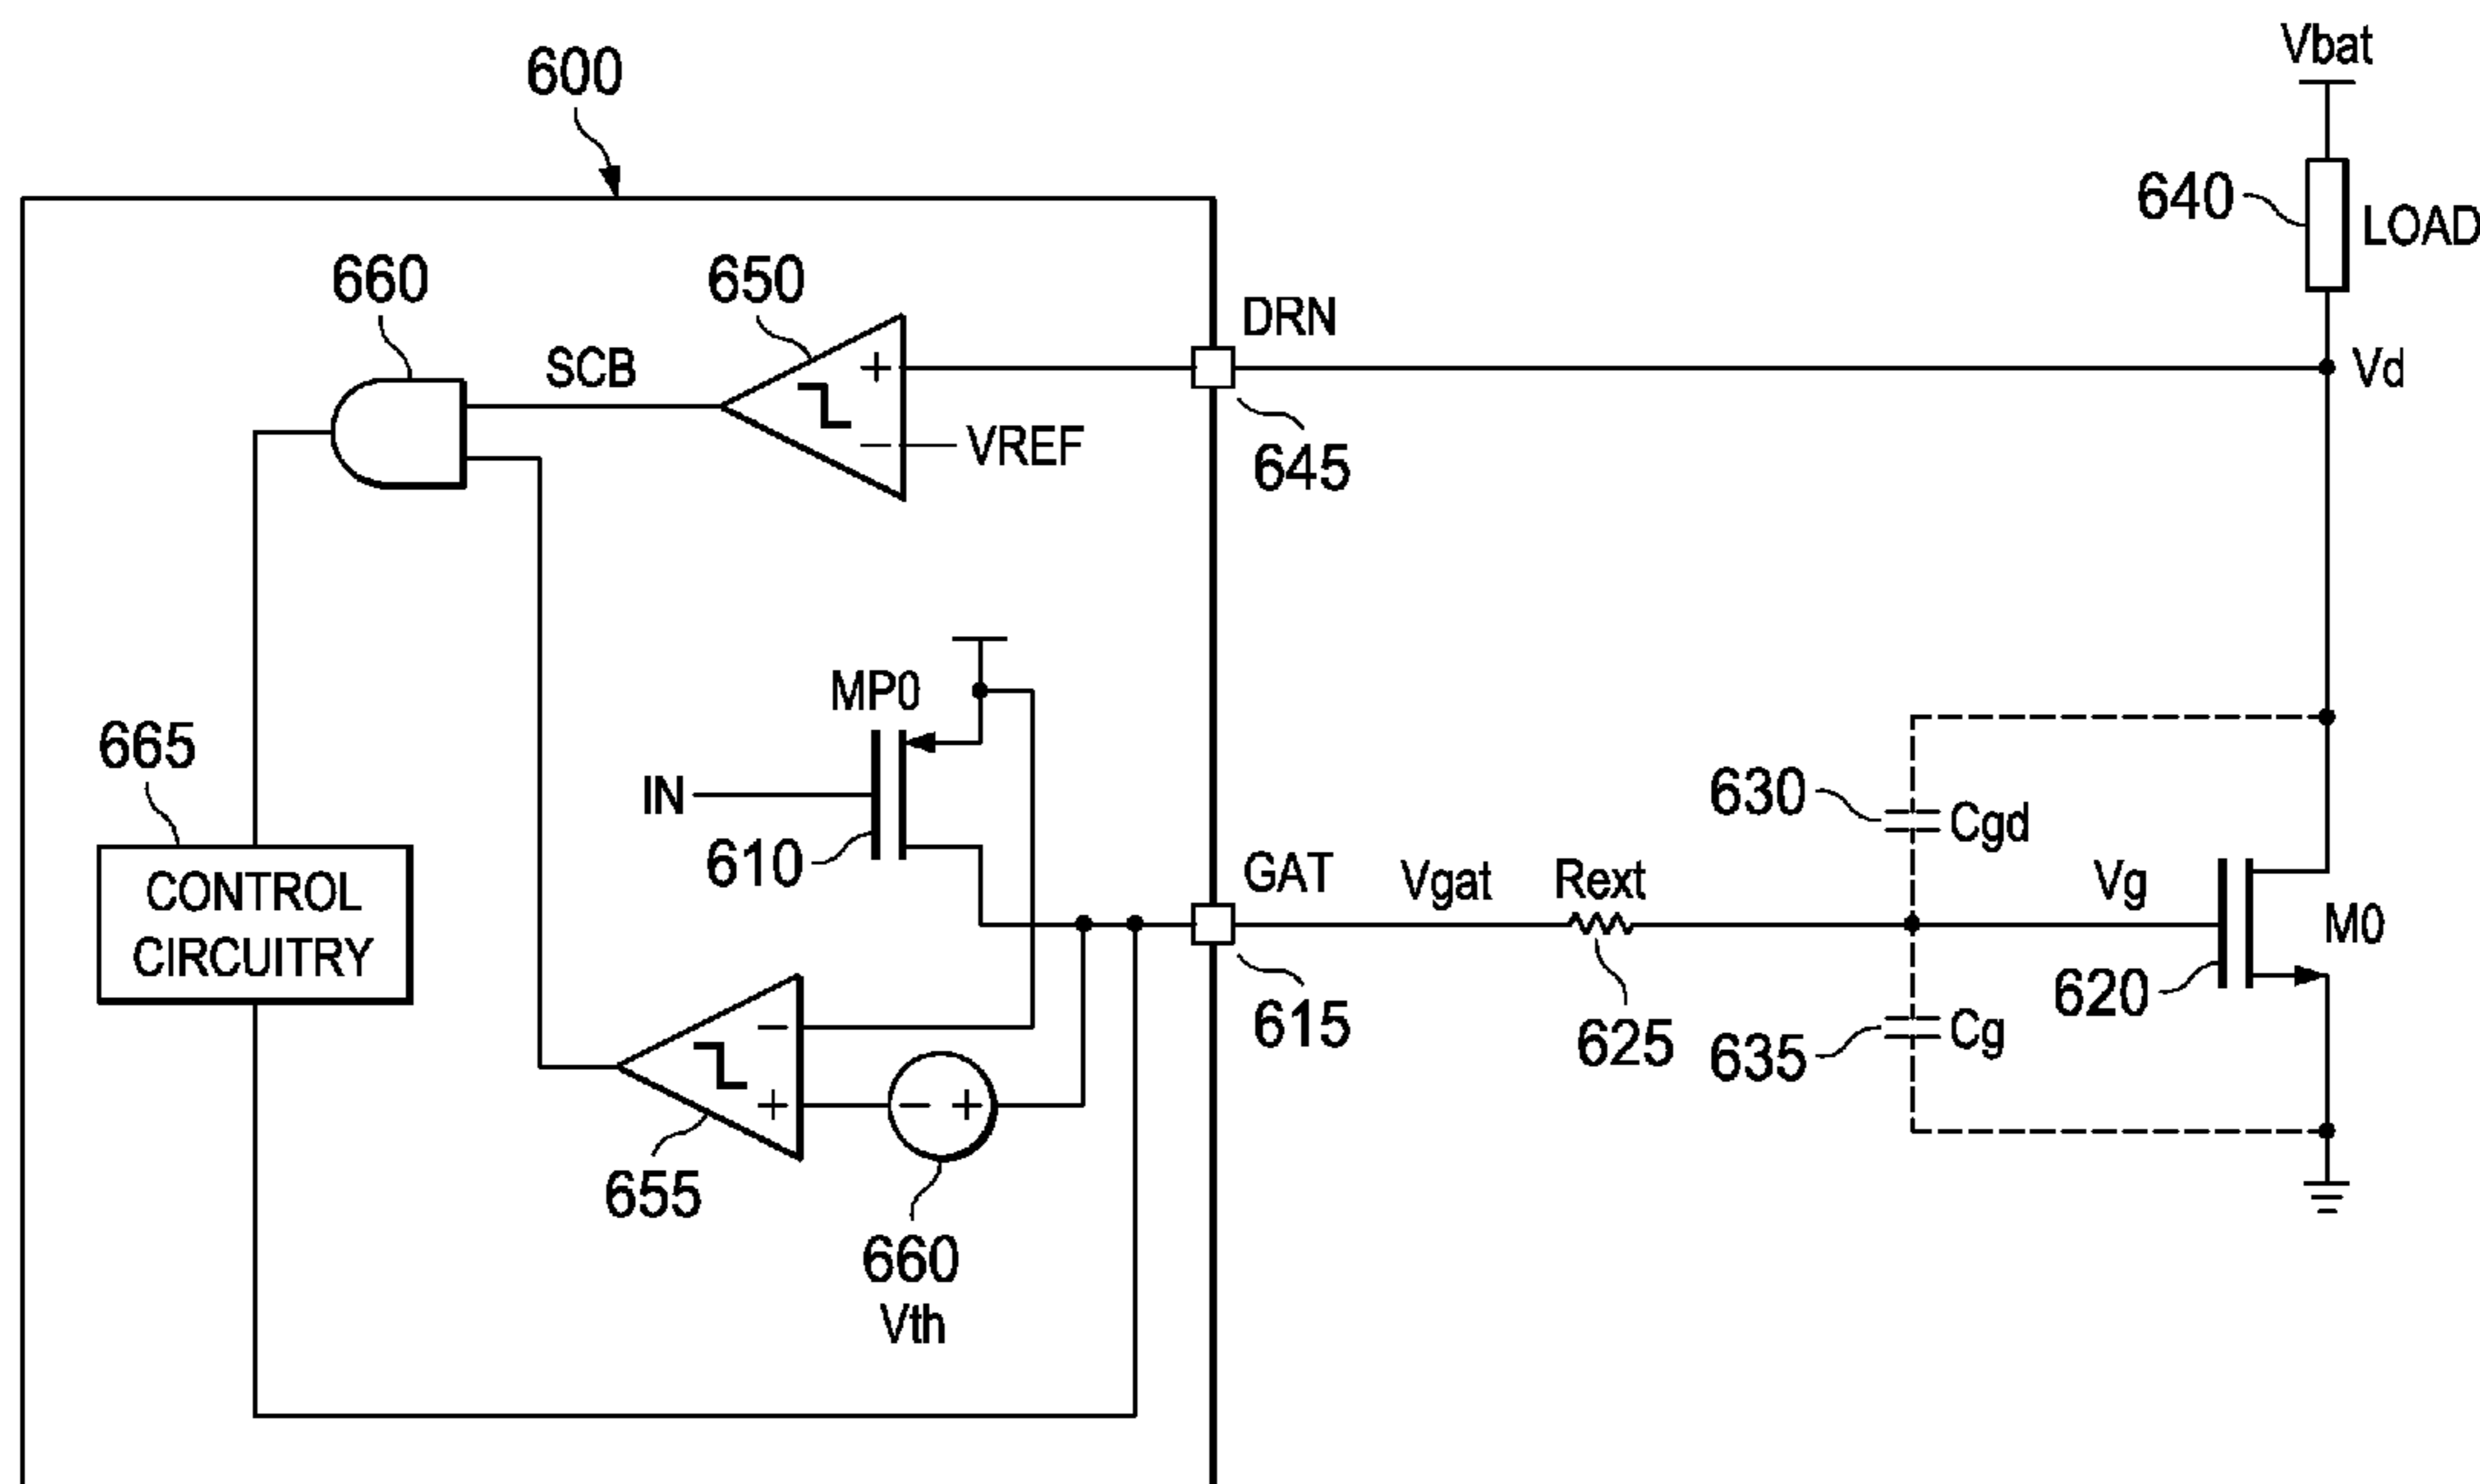 Vbat
600
640
LOAD
660
650
DRN
SCB
Vd
+
−
VREF
645
MP0
665
IN
610
630
Cgd
CONTROL
CIRCUITRY
GAT
Vgat
Rext
Vg
M0
620
615
625
635
Cg
−
+
−
+
655
660
Vth